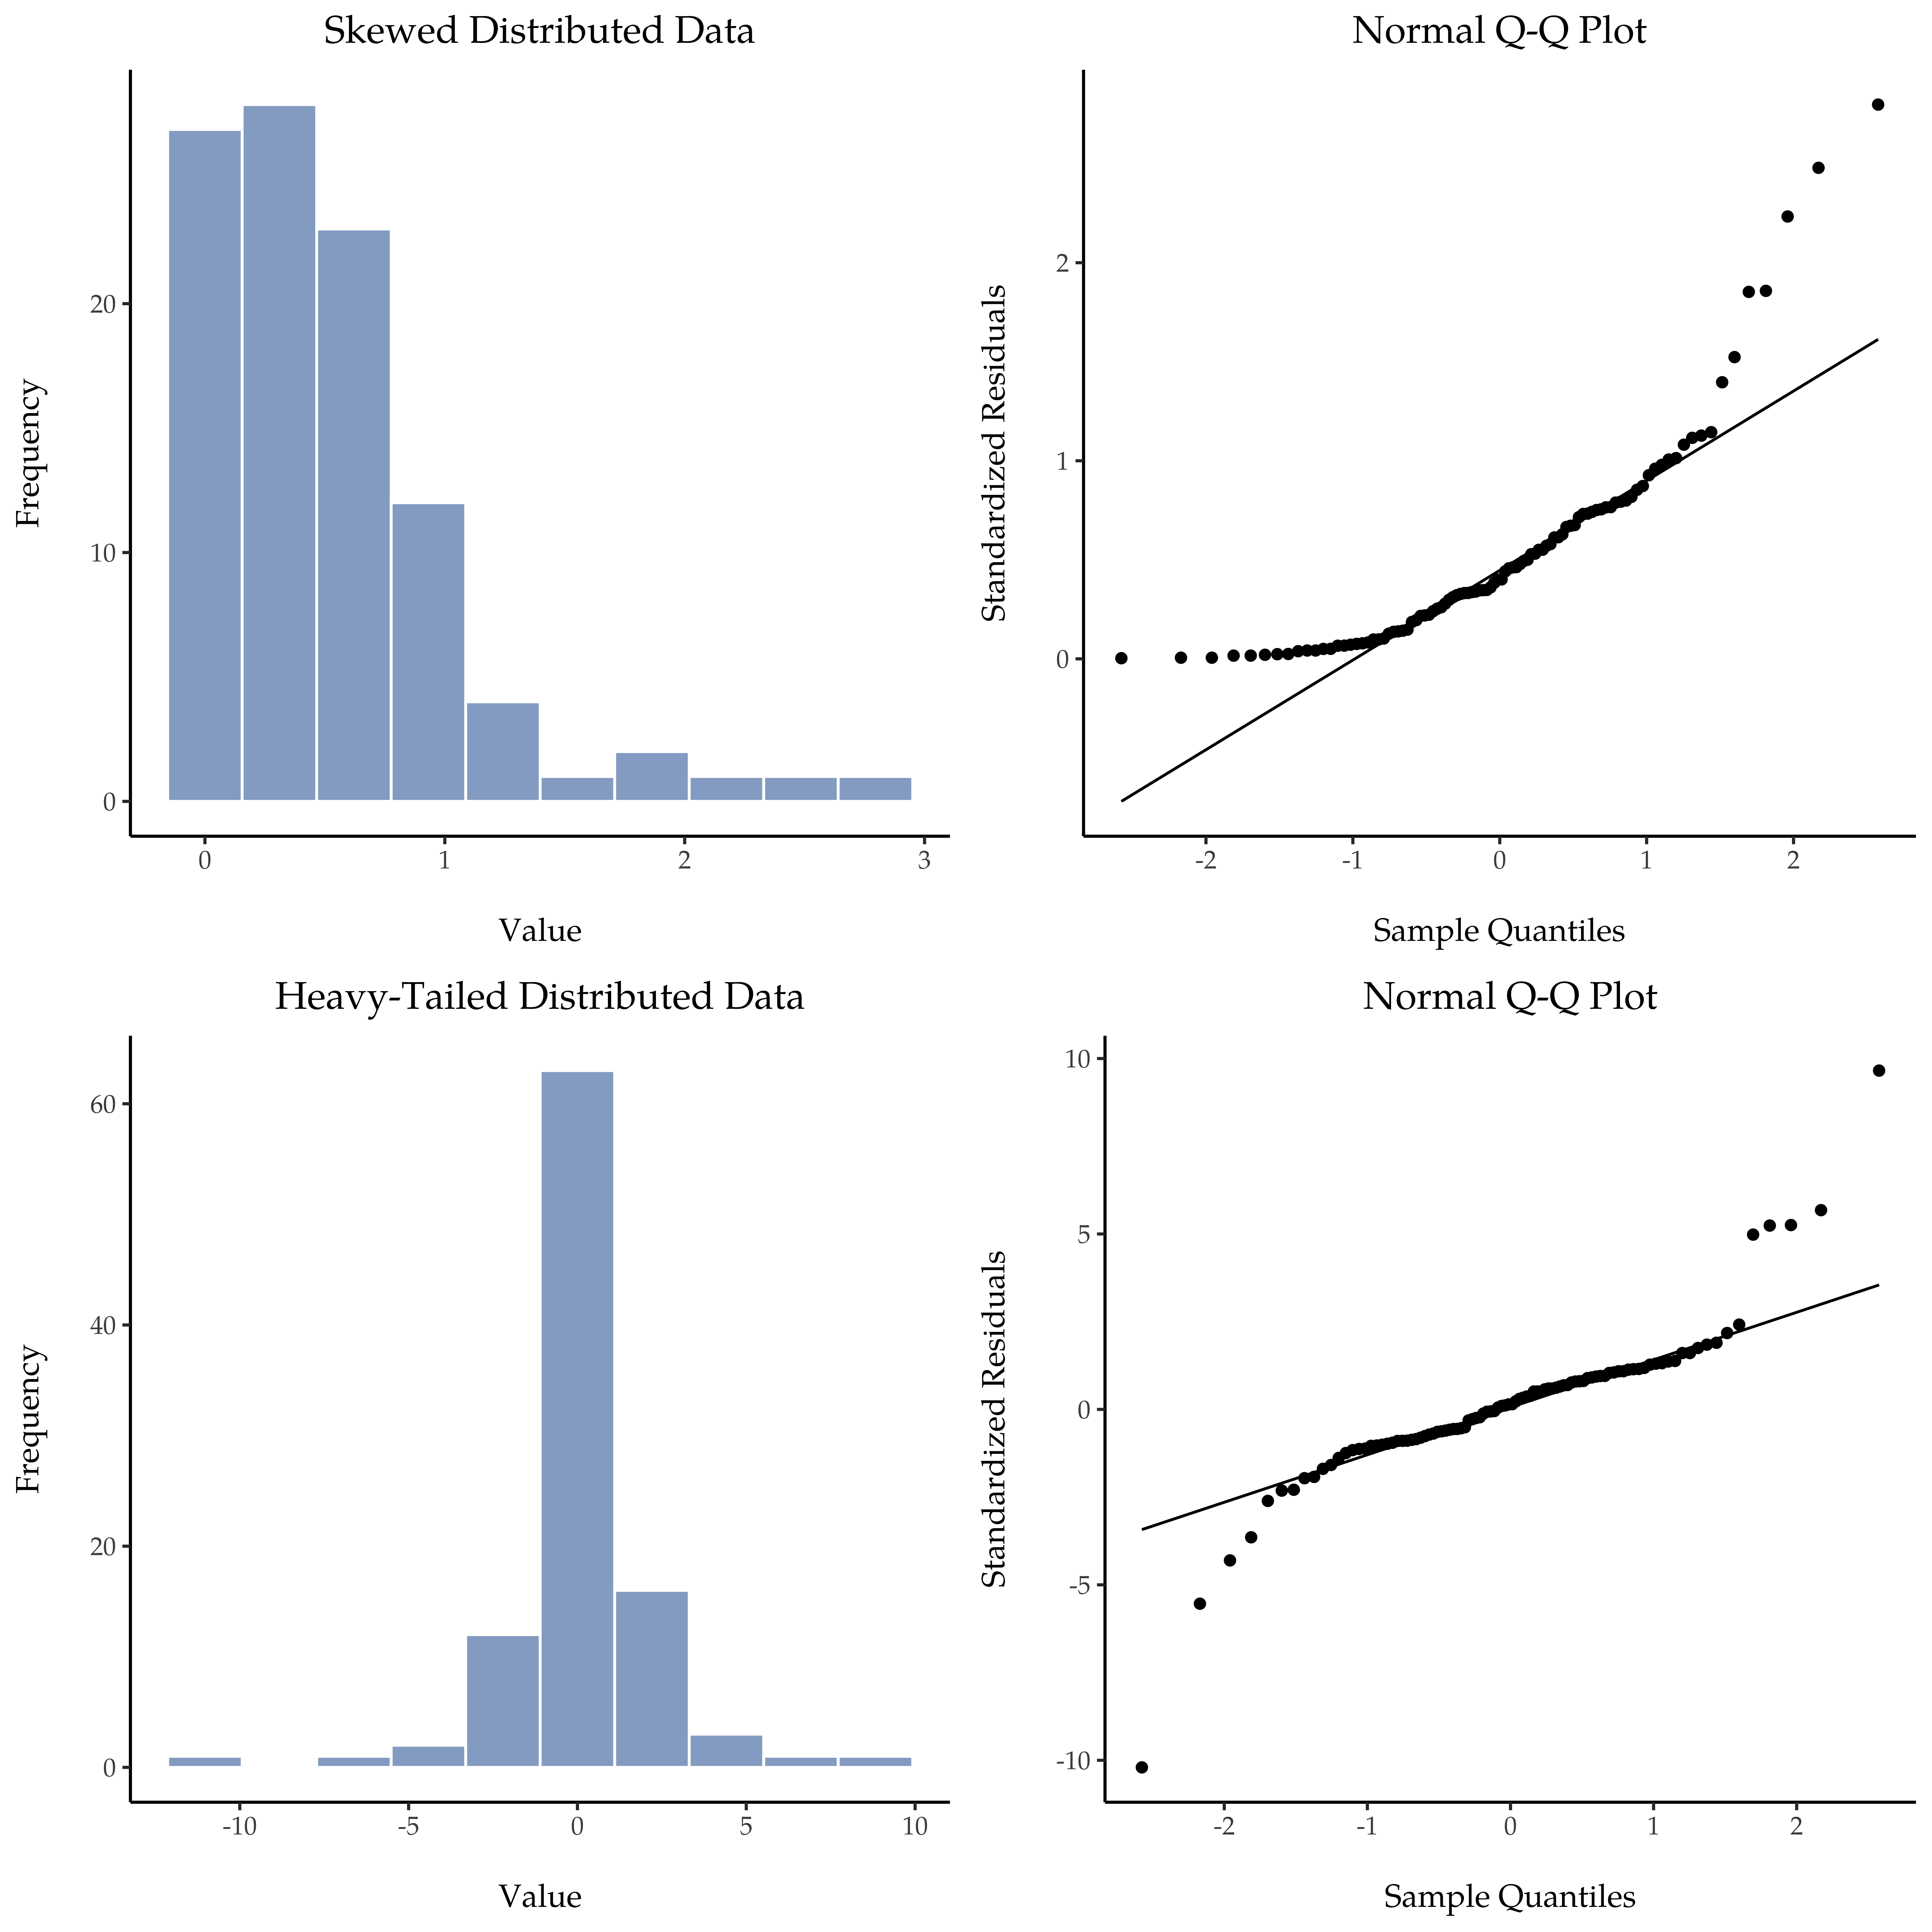 Skewed Distributed Data
Frequency
20
10
0
0 1 2 3
Value
Normal Q-Q Plot
Standardized Residuals
2
1
0
-2 -1 0 1 2
Sample Quantiles
Heavy-Tailed Distributed Data
Frequency
60
40
20
0
-10 -5 0 5 10
Value
Normal Q-Q Plot
Standardized Residuals
10
5
0
-5
-10
-2 -1 0 1 2
Sample Quantiles